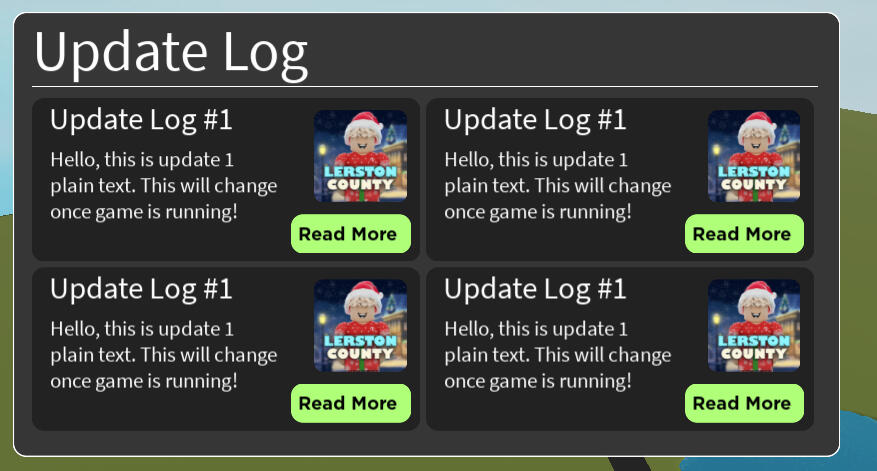 Update Log
Update Log #1
Hello, this is update 1
plain text. This will change
once game is running!
LERSTON
COUNTY
Read More
Update Log #1
Hello, this is update 1
plain text. This will change
once game is running!
LERSTON
COUNTY
Read More
Update Log #1
Hello, this is update 1
plain text. This will change
once game is running!
LERSTON
COUNTY
Read More
Update Log #1
Hello, this is update 1
plain text. This will change
once game is running!
LERSTON
COUNTY
Read More